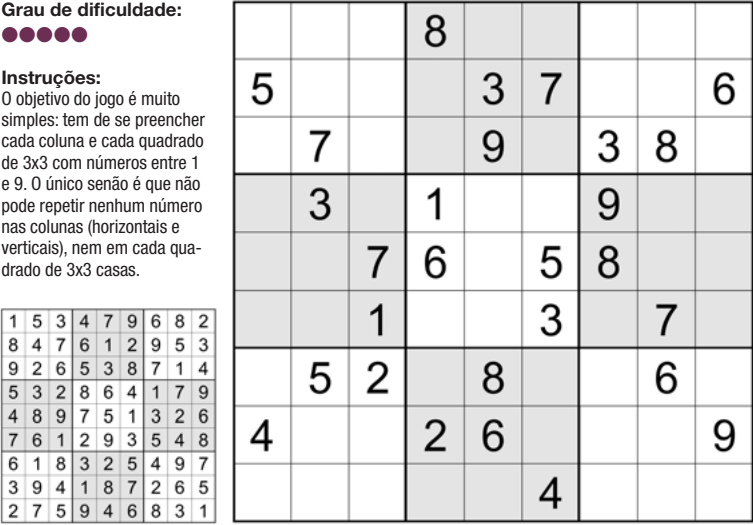 Grau de dificuldade:
Instruções:
O objetivo do jogo é muito
simples: tem de se preencher
cada coluna e cada quadrado
de 3x3 com números entre 1
e 9. O único senão é que não
pode repetir nenhum número
nas colunas (horizontais e
verticais), nem em cada qua-
drado de 3x3 casas.
1 5 3 4 7 9 6 8 2
8 4 7 6 1 2 9 5 3
9 2 6 5 3 8 7 1 4
5 3 2 8 6 4 1 7 9
4 8 9 7 5 1 3 2 6
7 6 1 2 9 3 5 4 8
6 1 8 3 2 5 4 9 7
3 9 4 1 8 7 2 6 5
2 7 5 9 4 6 8 3 1
8
5 3 7 6
7 9 3 8
3 1 9
7 6 5 8
1 3 7
5 2 8 6
4 2 6 9
4